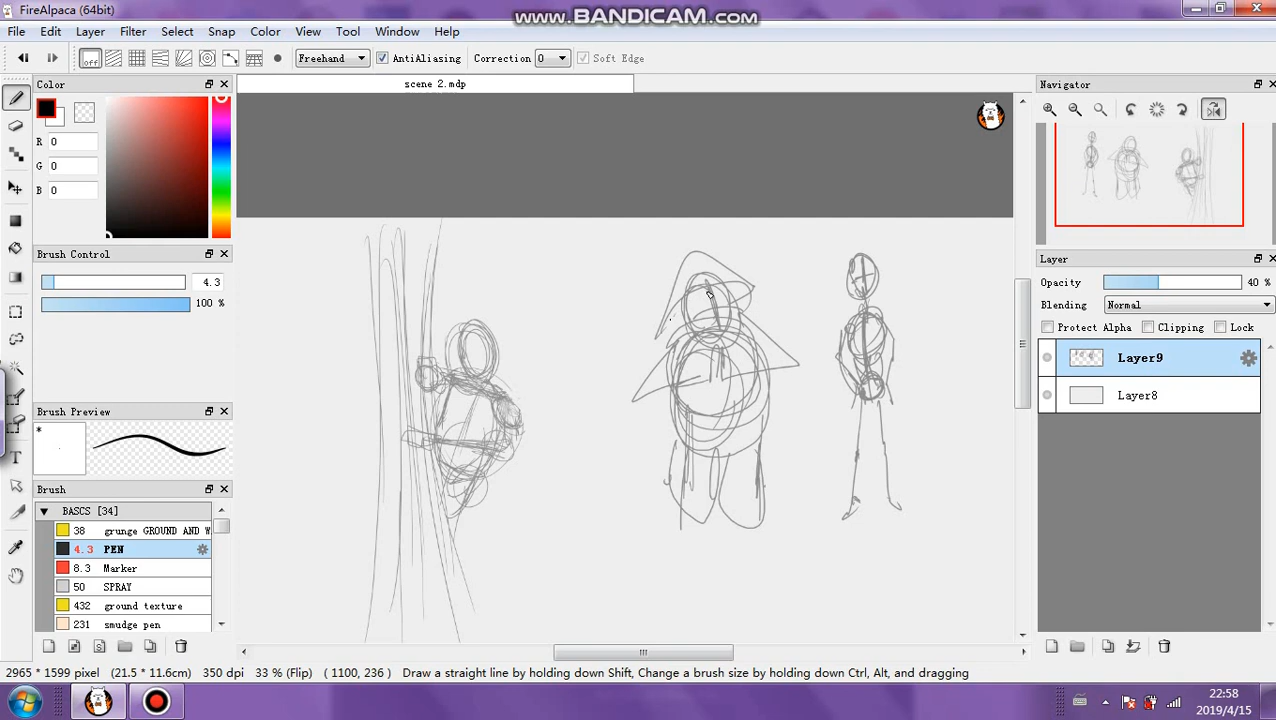 FireAlpaca (64bit)
www.BANDICAM.com
File Edit Layer Filter Select Snap Color View Tool Window Help
off Freehand AntiAliasing Correction 0 Soft Edge
Color
scene 2.mdp
Navigator
R 0
G 0
B 0
Brush Control
4.3
100 %
Layer
Opacity 40 %
Blending Normal
Protect Alpha Clipping Lock
Layer9
Layer8
Brush Preview
Brush
BASCS [34]
38 grunge GROUND AND W
4.3 PEN
8.3 Marker
50 SPRAY
432 ground texture
231 smudge pen
2965 * 1599 pixel (21.5 * 11.6cm) 350 dpi 33 % (Flip) ( 1100, 236 ) Draw a straight line by holding down Shift, Change a brush size by holding down Ctrl, Alt, and dragging
22:58
2019/4/15